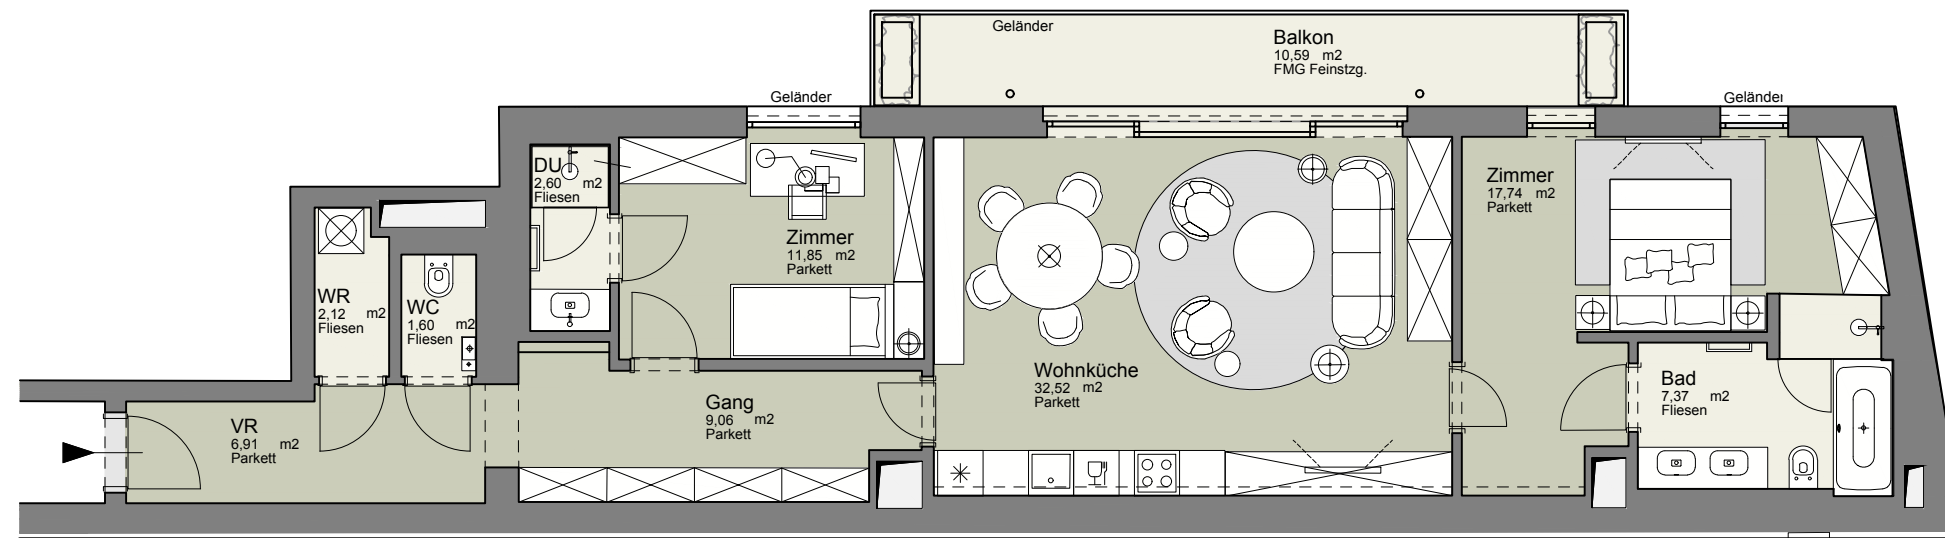 Geländer
Balkon
10,59 m2
FMG Feinstzg.
Geländer
Geländer
DU
2,60 m2
Fliesen
Zimmer
11,85 m2
Parkett
Zimmer
17,74 m2
Parkett
WR
2,12 m2
Fliesen
WC
1,60 m2
Fliesen
Wohnküche
32,52 m2
Parkett
Bad
7,37 m2
Fliesen
Gang
9,06 m2
Parkett
VR
6,91 m2
Parkett